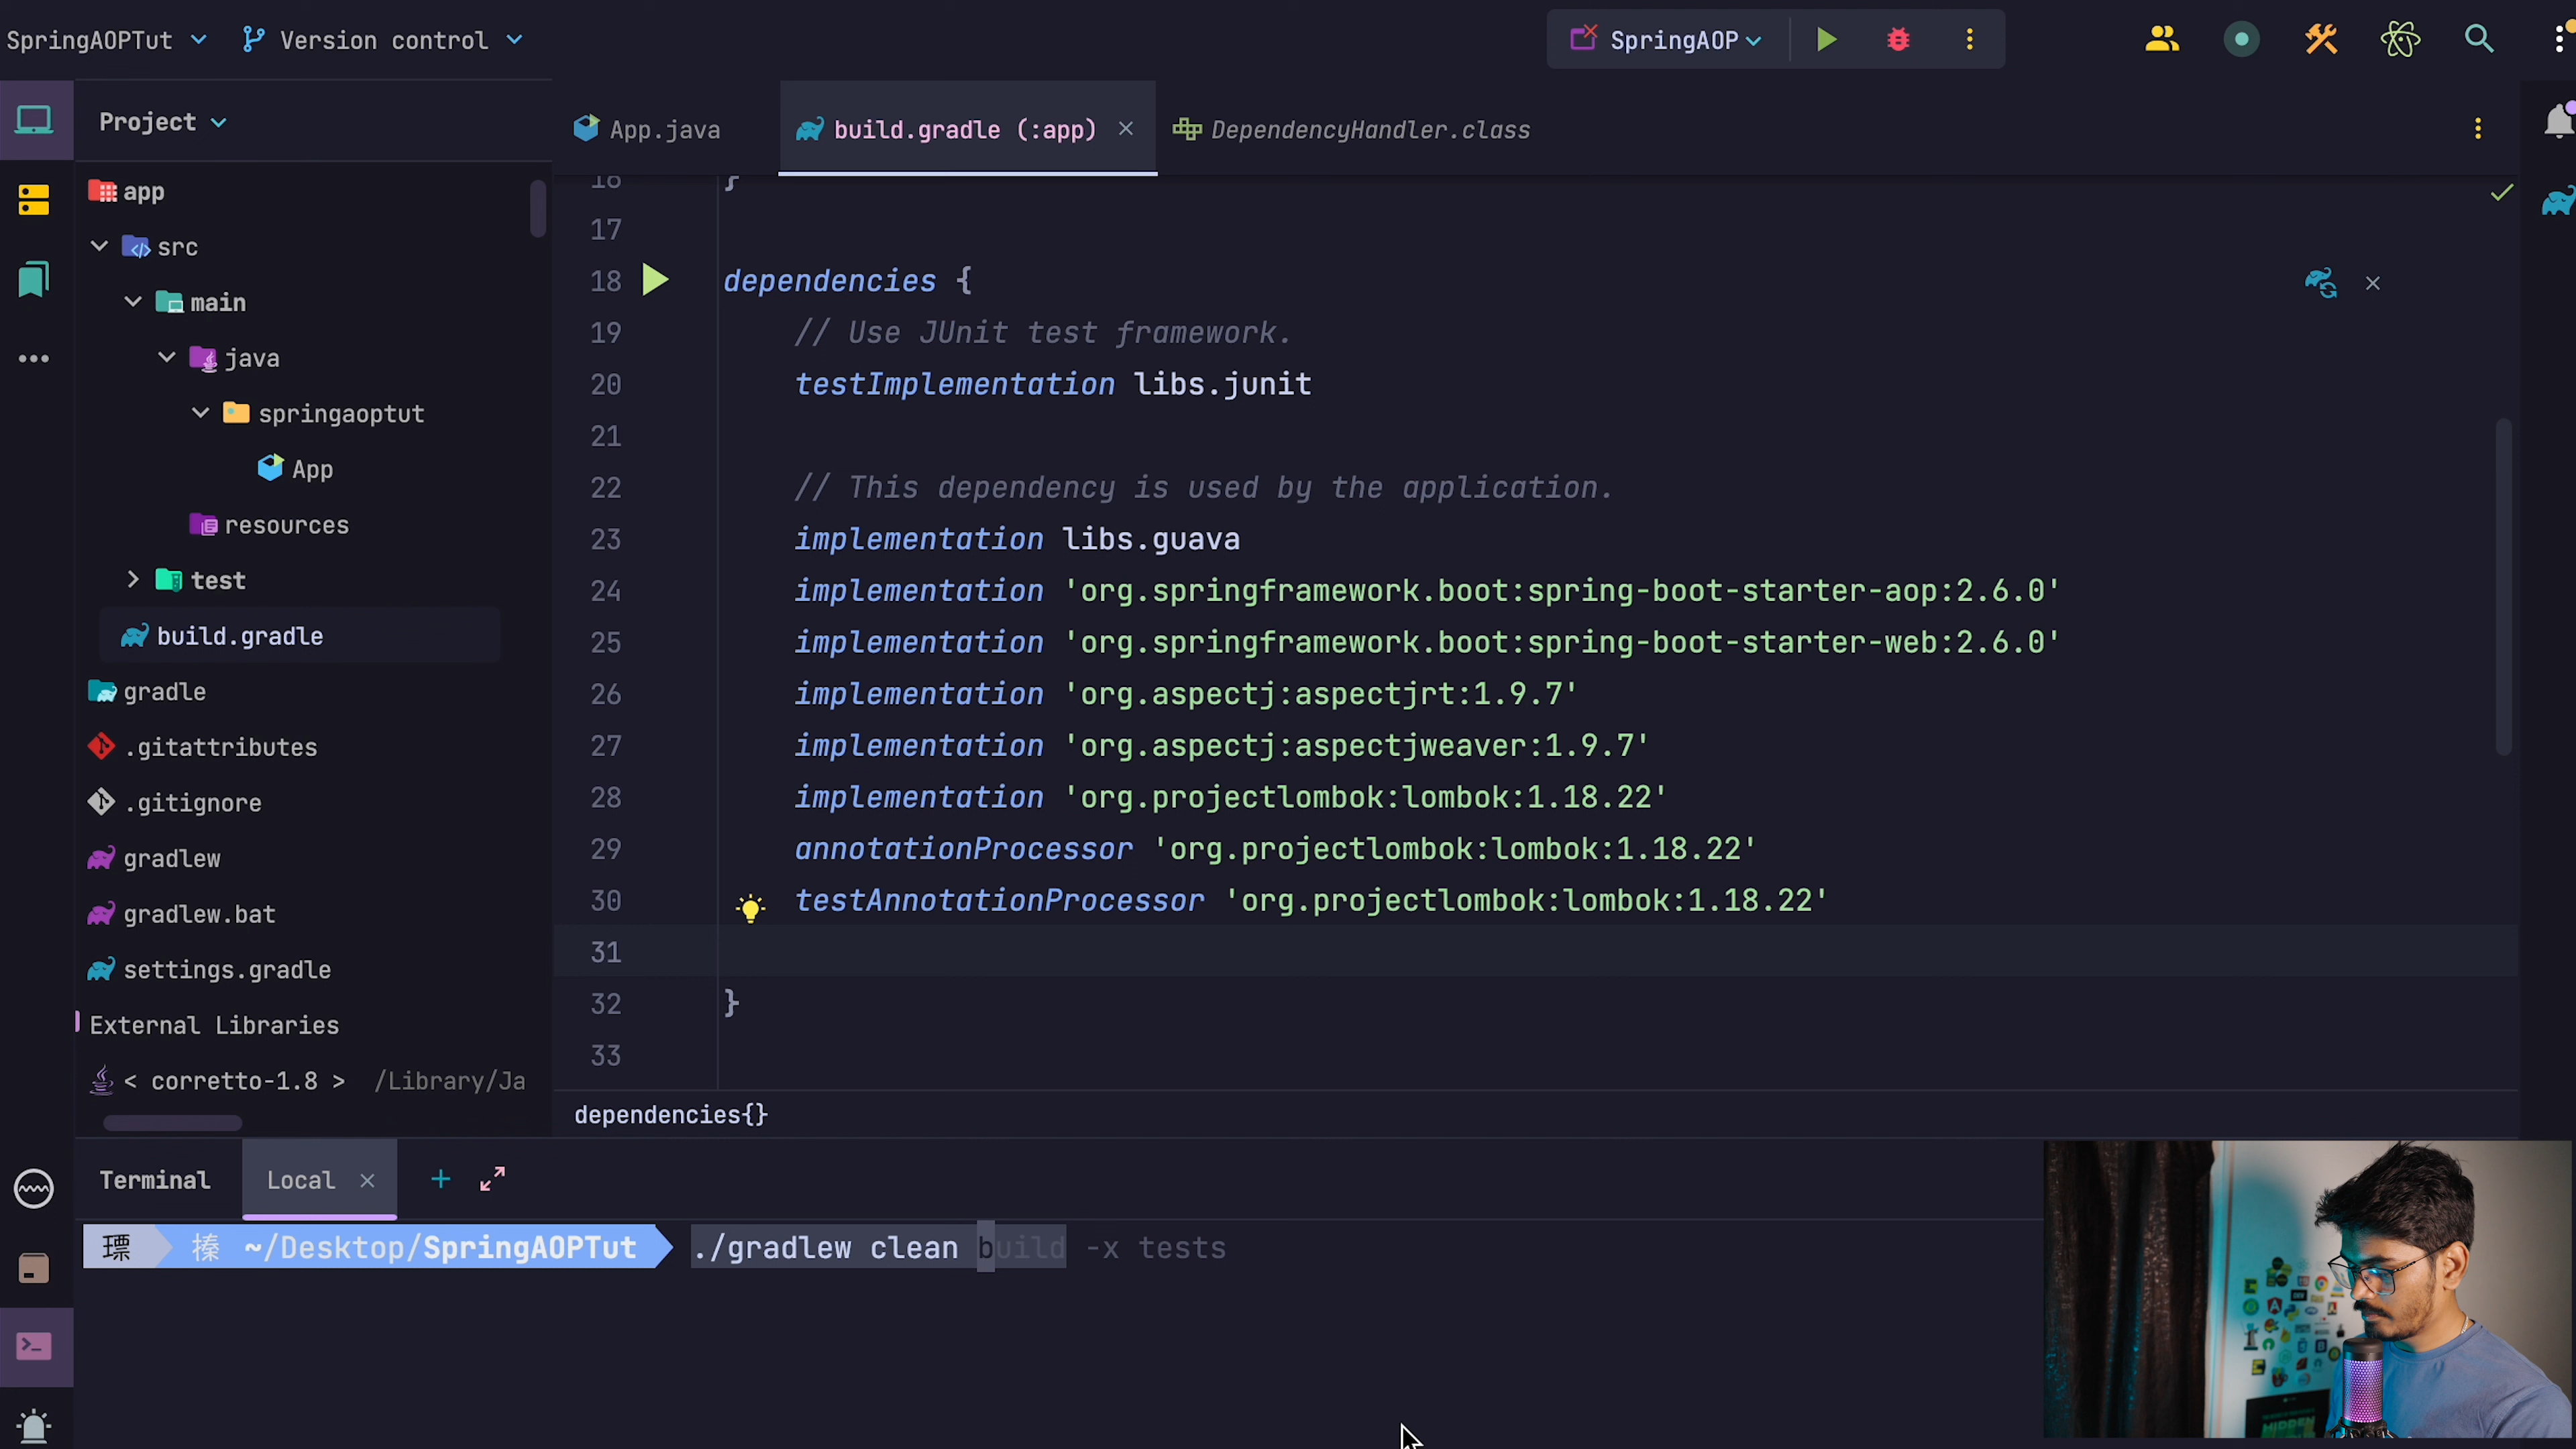 SpringAOPTut
Version control
SpringAOP
Project
App.java
build.gradle (:app)
DependencyHandler.class
app
src
main
java
springaoptut
App
resources
test
build.gradle
gradle
.gitattributes
.gitignore
gradlew
gradlew.bat
settings.gradle
External Libraries
< corretto-1.8 > /Library/Ja
16 }
17
18 dependencies {
19 // Use JUnit test framework.
20 testImplementation libs.junit
21
22 // This dependency is used by the application.
23 implementation libs.guava
24 implementation 'org.springframework.boot:spring-boot-starter-aop:2.6.0'
25 implementation 'org.springframework.boot:spring-boot-starter-web:2.6.0'
26 implementation 'org.aspectj:aspectjrt:1.9.7'
27 implementation 'org.aspectj:aspectjweaver:1.9.7'
28 implementation 'org.projectlombok:lombok:1.18.22'
29 annotationProcessor 'org.projectlombok:lombok:1.18.22'
30 testAnnotationProcessor 'org.projectlombok:lombok:1.18.22'
31
32 }
33
dependencies{}
Terminal
Local
~/Desktop/SpringAOPTut ./gradlew clean build -x tests